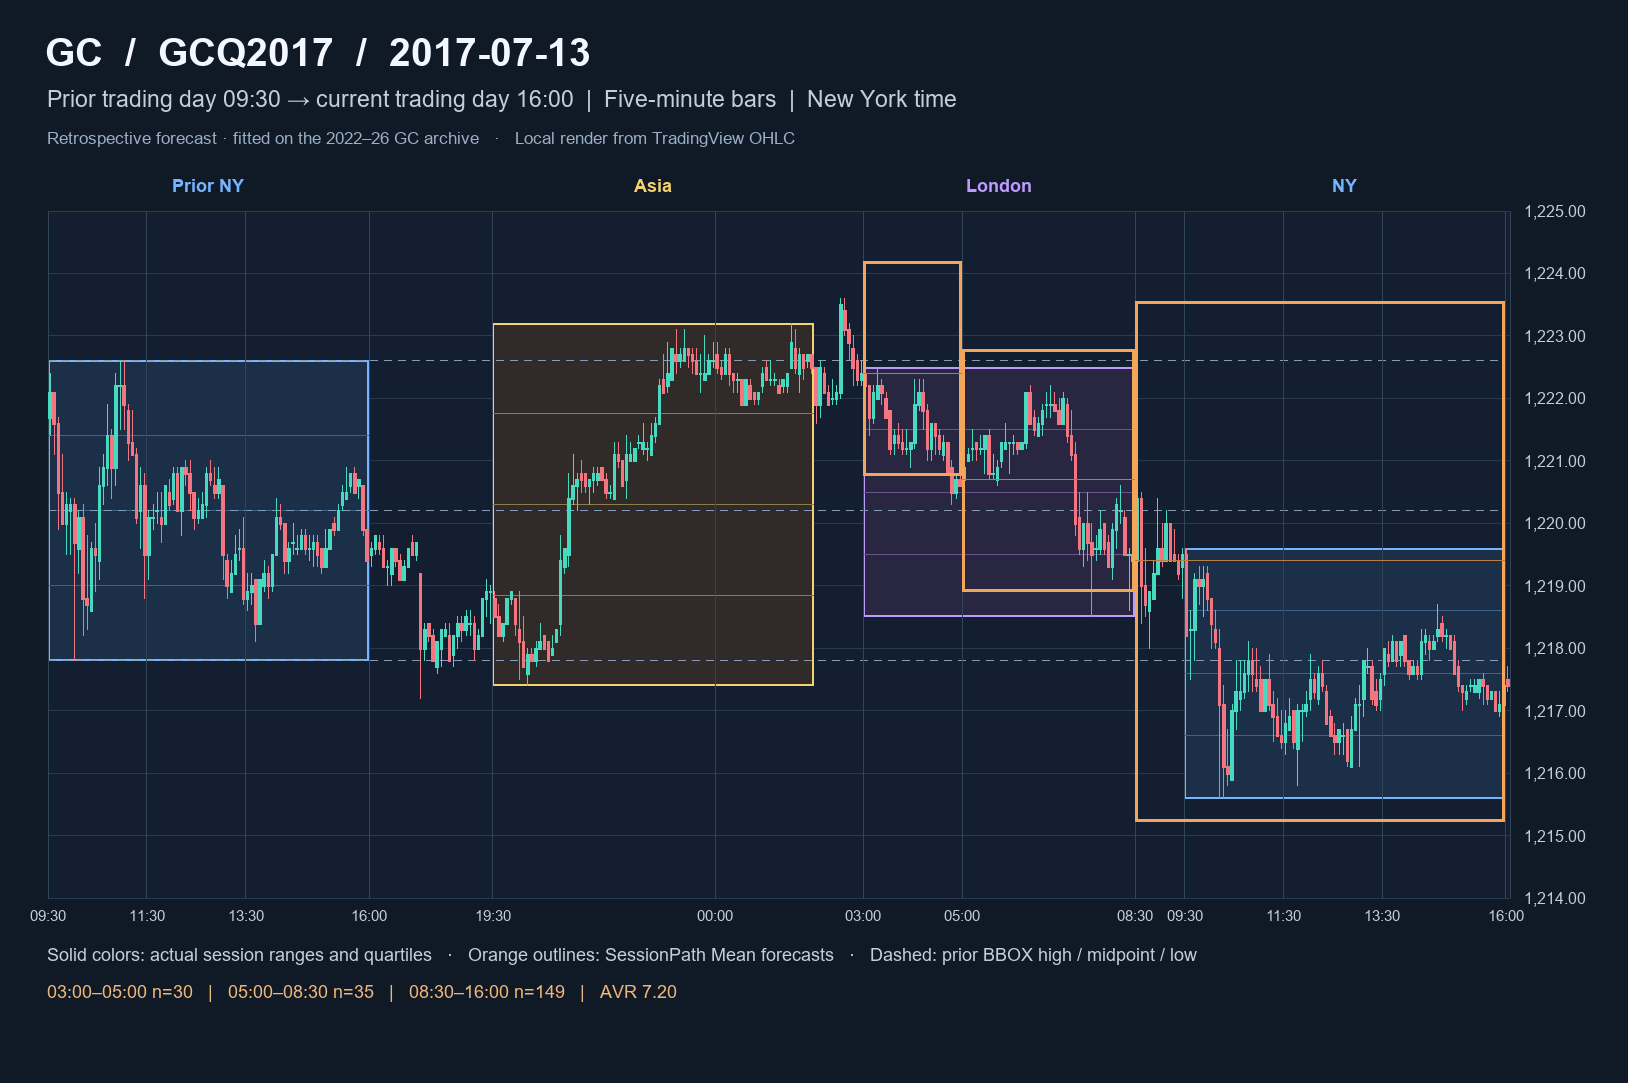 GC / GCQ2017 / 2017-07-13
Prior trading day 09:30 → current trading day 16:00 | Five-minute bars | New York time
Retrospective forecast · fitted on the 2022–26 GC archive · Local render from TradingView OHLC
Prior NY
Asia
London
NY
1,225.00
1,224.00
1,223.00
1,222.00
1,221.00
1,220.00
1,219.00
1,218.00
1,217.00
1,216.00
1,215.00
1,214.00
09:30 11:30 13:30 16:00 19:30 00:00 03:00 05:00 08:30 09:30 11:30 13:30 16:00
Solid colors: actual session ranges and quartiles · Orange outlines: SessionPath Mean forecasts · Dashed: prior BBOX high / midpoint / low
03:00–05:00 n=30 | 05:00–08:30 n=35 | 08:30–16:00 n=149 | AVR 7.20